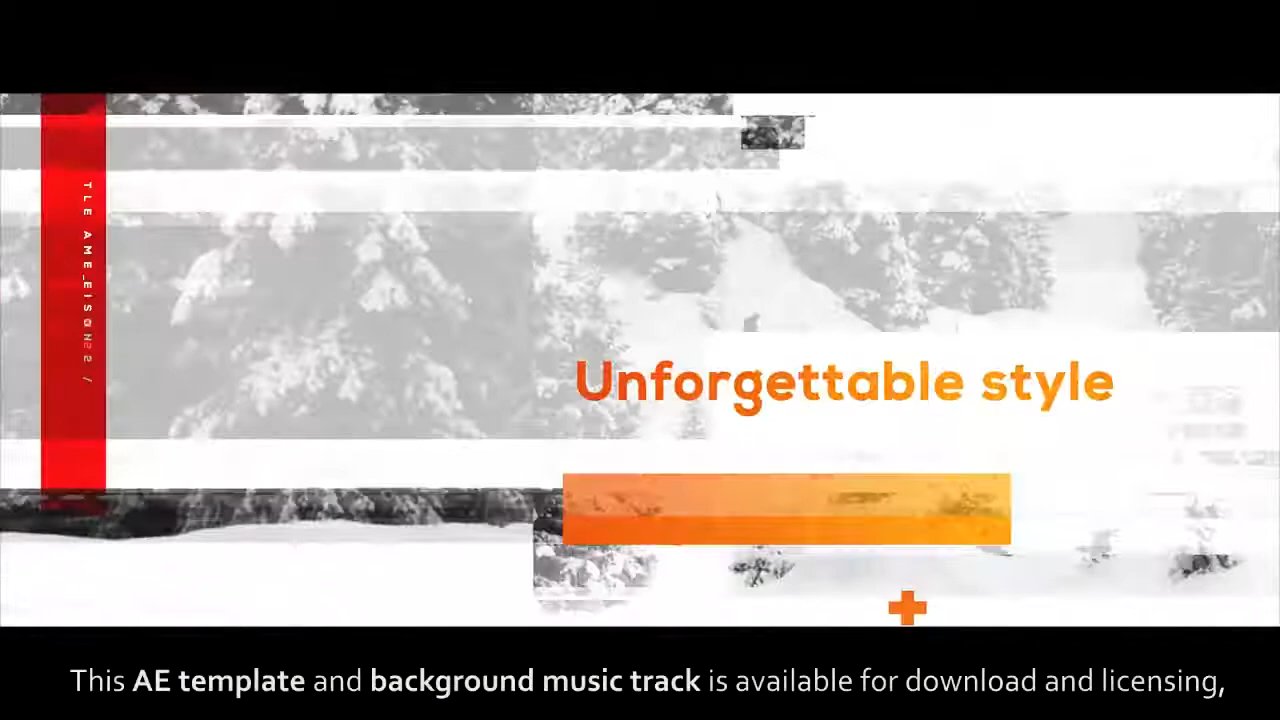 Unforgettable style
This AE template and background music track is available for download and licensing,